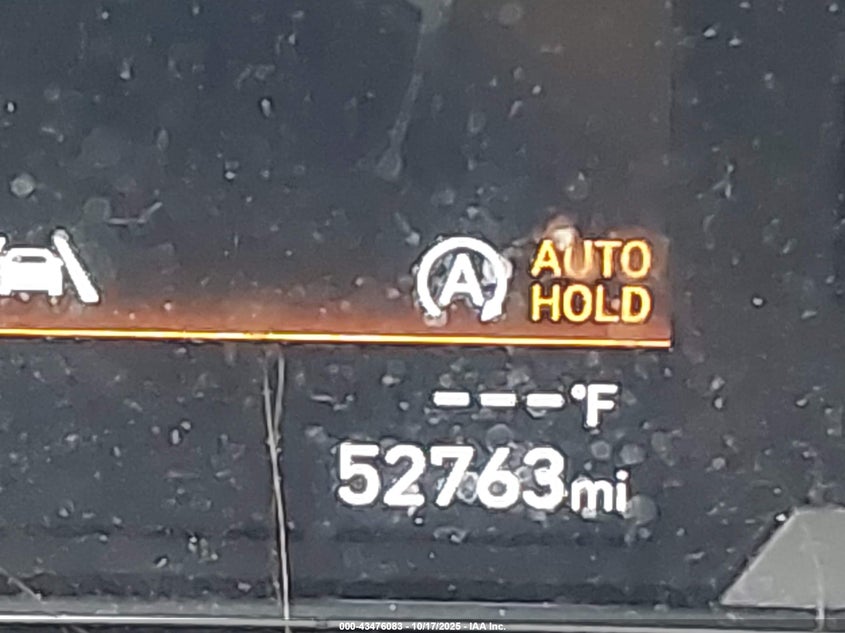 A AUTO
HOLD
---°F
52763mi
000-43476083 - 10/17/2025 - IAA Inc.